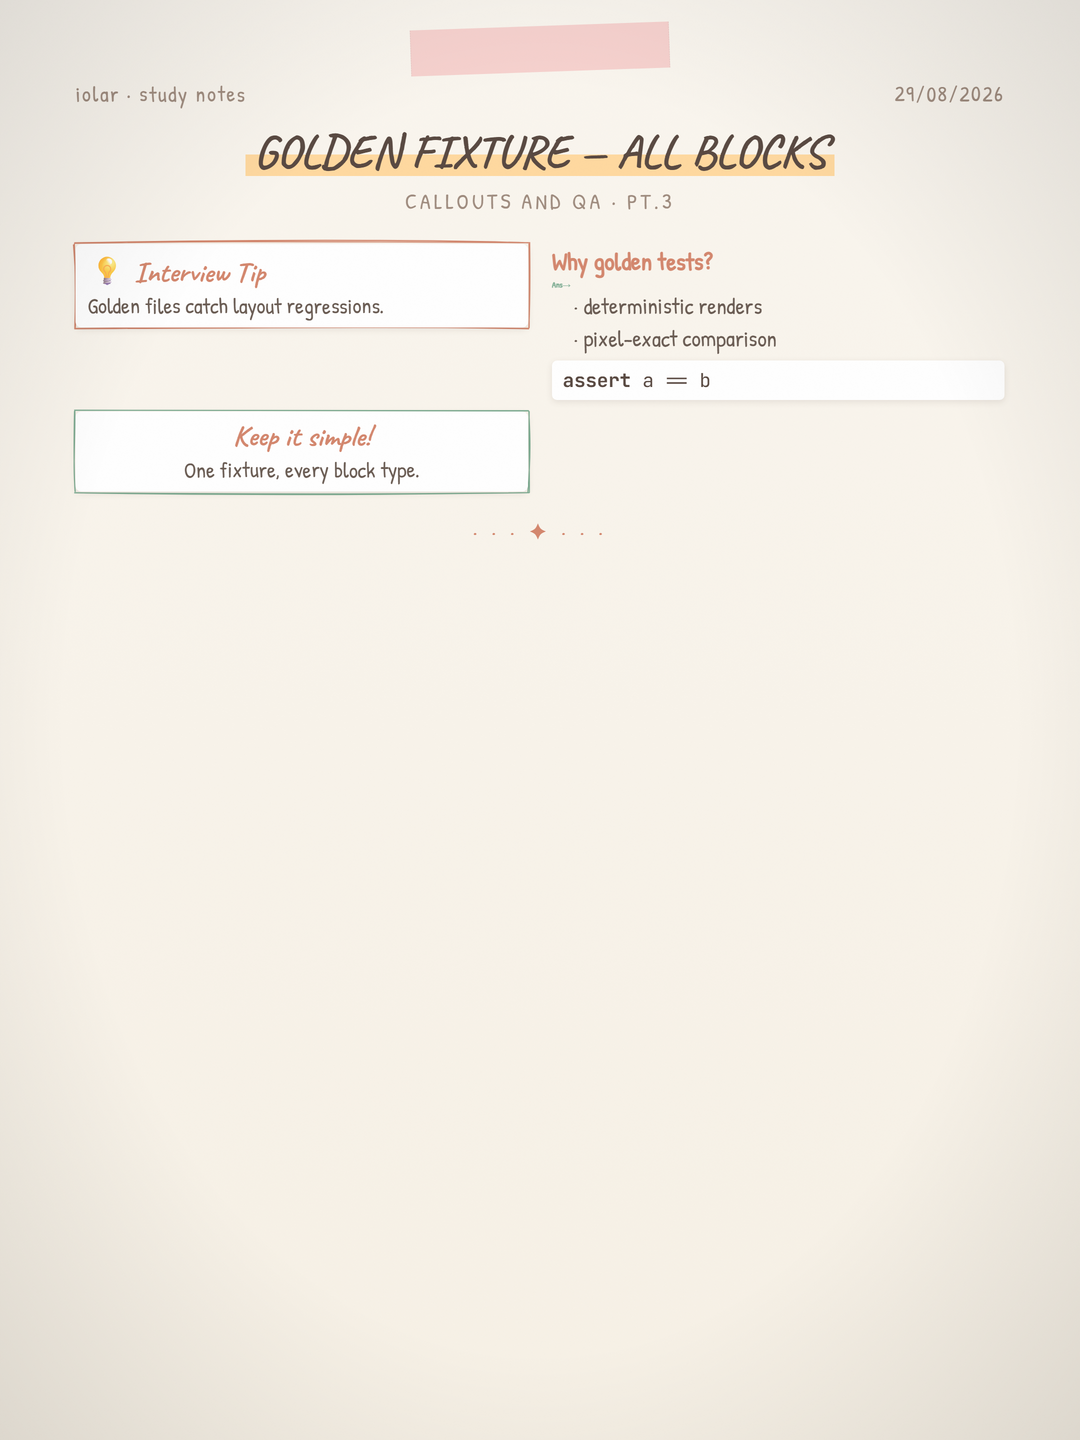 iolar · study notes
29/08/2026
GOLDEN FIXTURE – ALL BLOCKS
CALLOUTS AND QA · PT.3
Interview Tip
Golden files catch layout regressions.
Keep it simple!
One fixture, every block type.
Why golden tests?
Ans→
· deterministic renders
· pixel-exact comparison
assert a == b